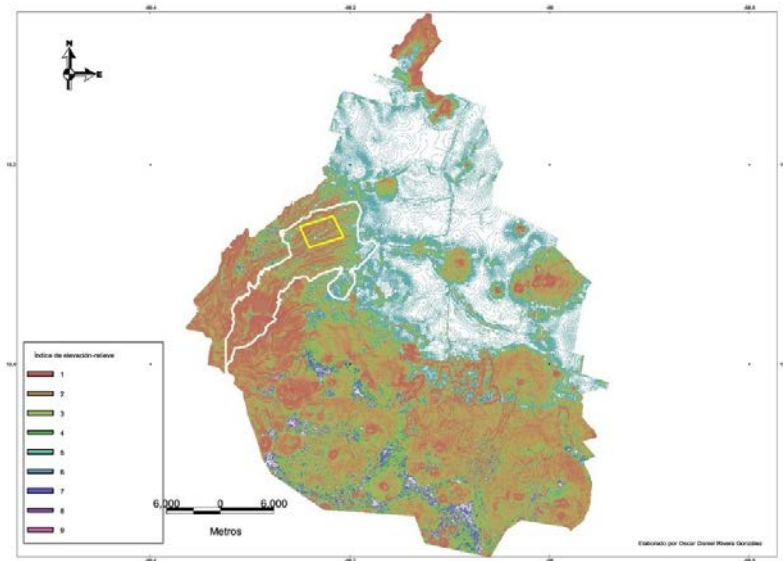 N
E
Índice de elevación-relieve
1
2
3
4
5
6
7
8
9
6,000 0 6,000
Metros
Elaborado por Oscar Daniel Rivera González